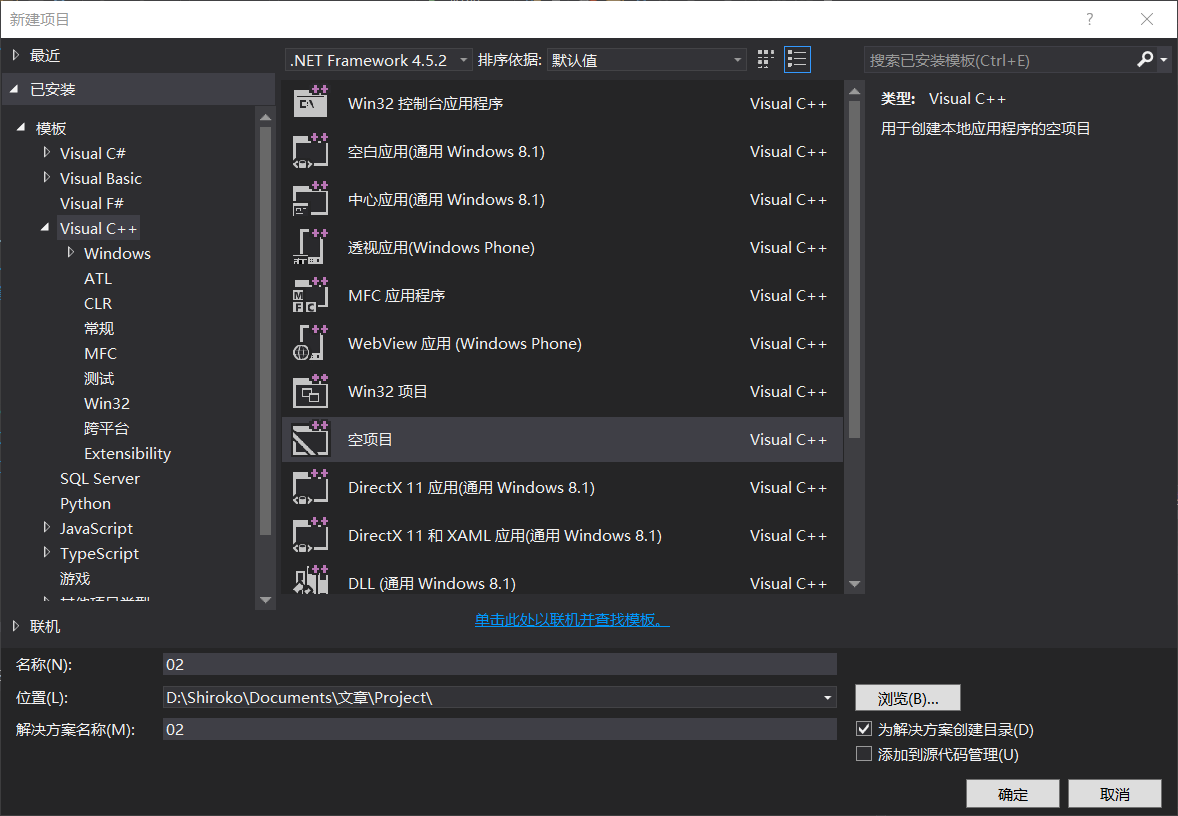 新建项目
?
最近
已安装
模板
Visual C#
Visual Basic
Visual F#
Visual C++
Windows
ATL
CLR
常规
MFC
测试
Win32
跨平台
Extensibility
SQL Server
Python
JavaScript
TypeScript
游戏
其他项目类型
联机
.NET Framework 4.5.2 排序依据: 默认值
Win32 控制台应用程序 Visual C++
空白应用(通用 Windows 8.1) Visual C++
中心应用(通用 Windows 8.1) Visual C++
透视应用(Windows Phone) Visual C++
MFC 应用程序 Visual C++
WebView 应用 (Windows Phone) Visual C++
Win32 项目 Visual C++
空项目 Visual C++
DirectX 11 应用(通用 Windows 8.1) Visual C++
DirectX 11 和 XAML 应用(通用 Windows 8.1) Visual C++
DLL (通用 Windows 8.1) Visual C++
单击此处以联机并查找模板。
搜索已安装模板(Ctrl+E)
类型: Visual C++
用于创建本地应用程序的空项目
名称(N): 02
位置(L): D:\Shiroko\Documents\文章\Project\
浏览(B)...
解决方案名称(M): 02
为解决方案创建目录(D)
添加到源代码管理(U)
确定 取消